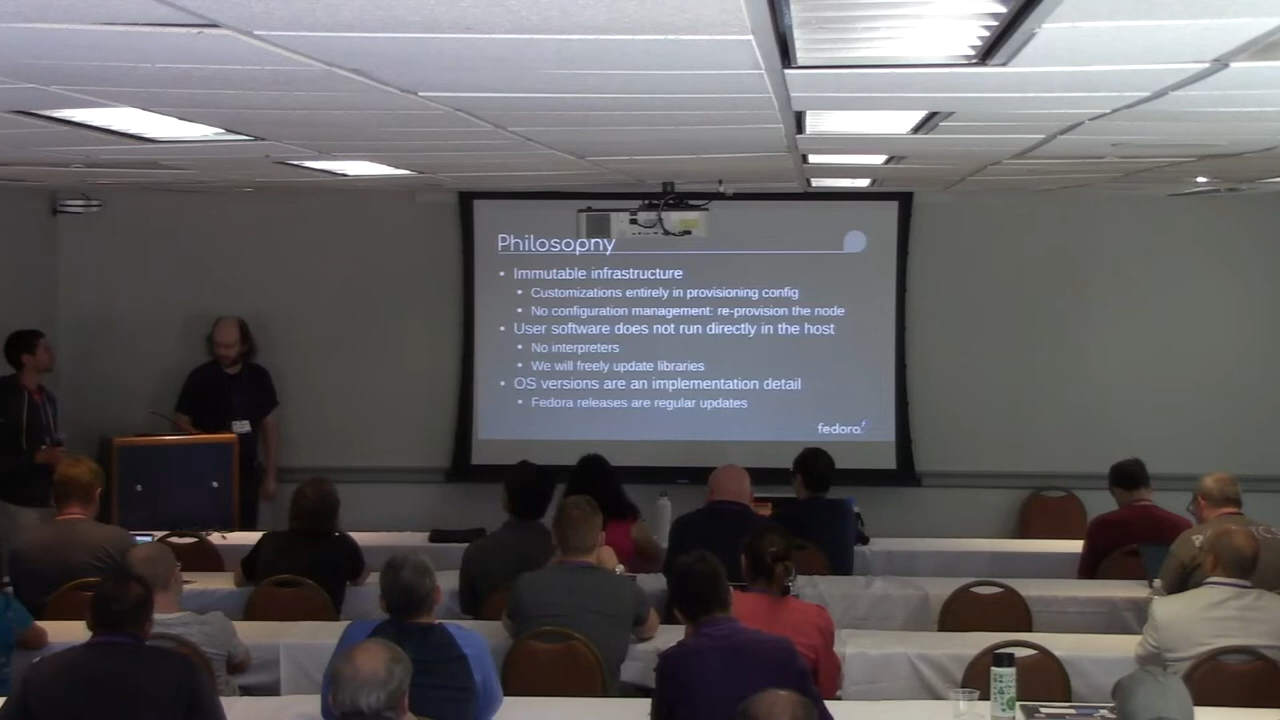 Philosophy
• Immutable infrastructure
• Customizations entirely in provisioning config
• No configuration management: re-provision the node
• User software does not run directly in the host
• No interpreters
• We will freely update libraries
• OS versions are an implementation detail
• Fedora releases are regular updates
fedora